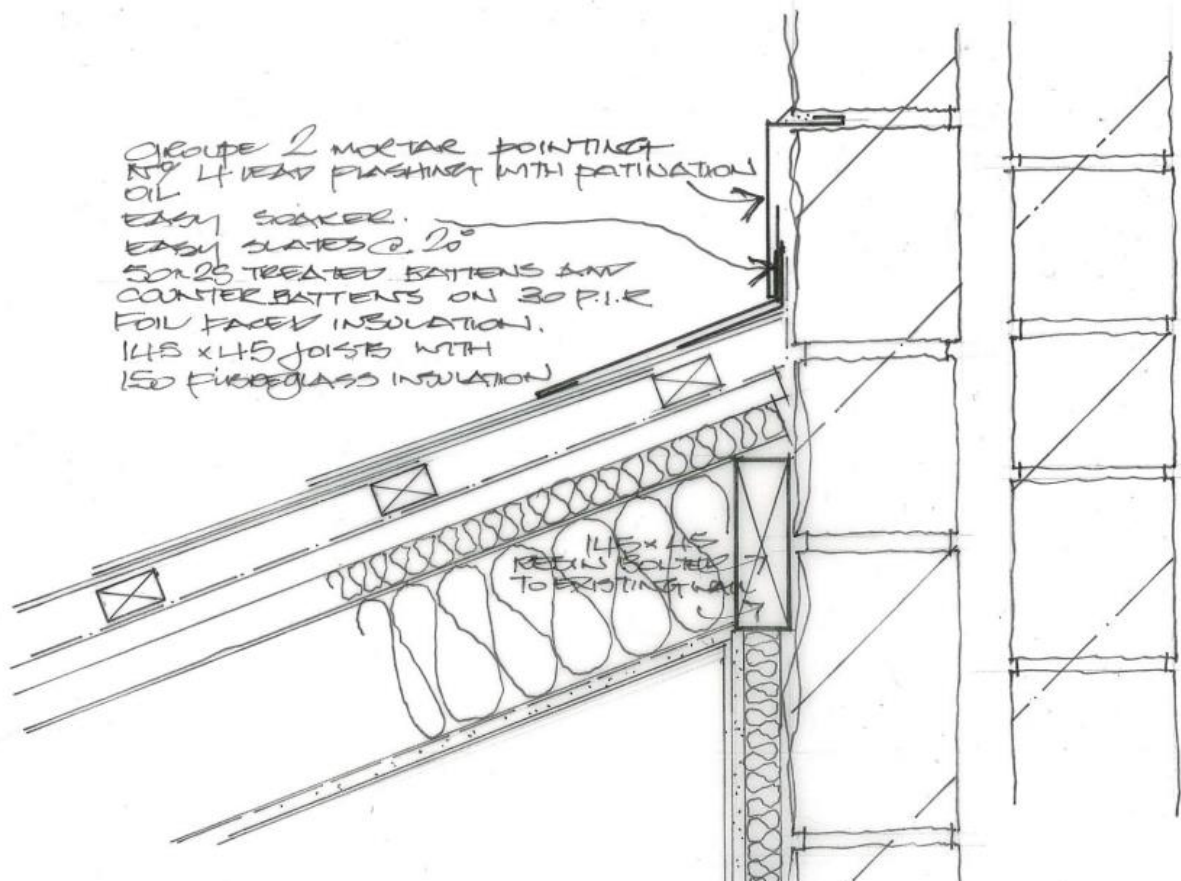 GROUPE 2 MORTAR POINTING
Nº 4 LEAD FLASHING WITH PATINATION
OIL
EASY SOAKER.
EASY SLATES @ 20°
50x25 TREATED BATTENS AND
COUNTERBATTENS ON 30 P.I.R
FOIL FACED INSULATION.
145 x 45 JOISTS WITH
150 FIBREGLASS INSULATION
145 x 45
RESIN BOLTED
TO EXISTING WALL